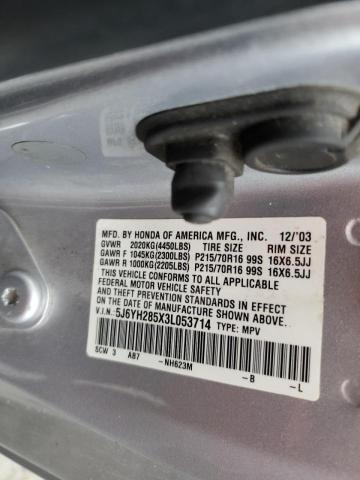 MFD. BY HONDA OF AMERICA MFG., INC. 12/'03
GVWR 2020KG(4450LBS) TIRE SIZE RIM SIZE
GAWR F 1045KG(2300LBS) P215/70R16 99S 16X6.5JJ
GAWR R 1000KG(2205LBS) P215/70R16 99S 16X6.5JJ
THIS VEHICLE CONFORMS TO ALL APPLICABLE
FEDERAL MOTOR VEHICLE SAFETY AND THEFT
PREVENTION STANDARDS IN EFFECT ON THE
DATE OF MANUFACTURE SHOWN ABOVE.
V.I.N.: 5J6YH285X3L053714 TYPE: MPV
SCW 3 AB7 -NH623M -B -L